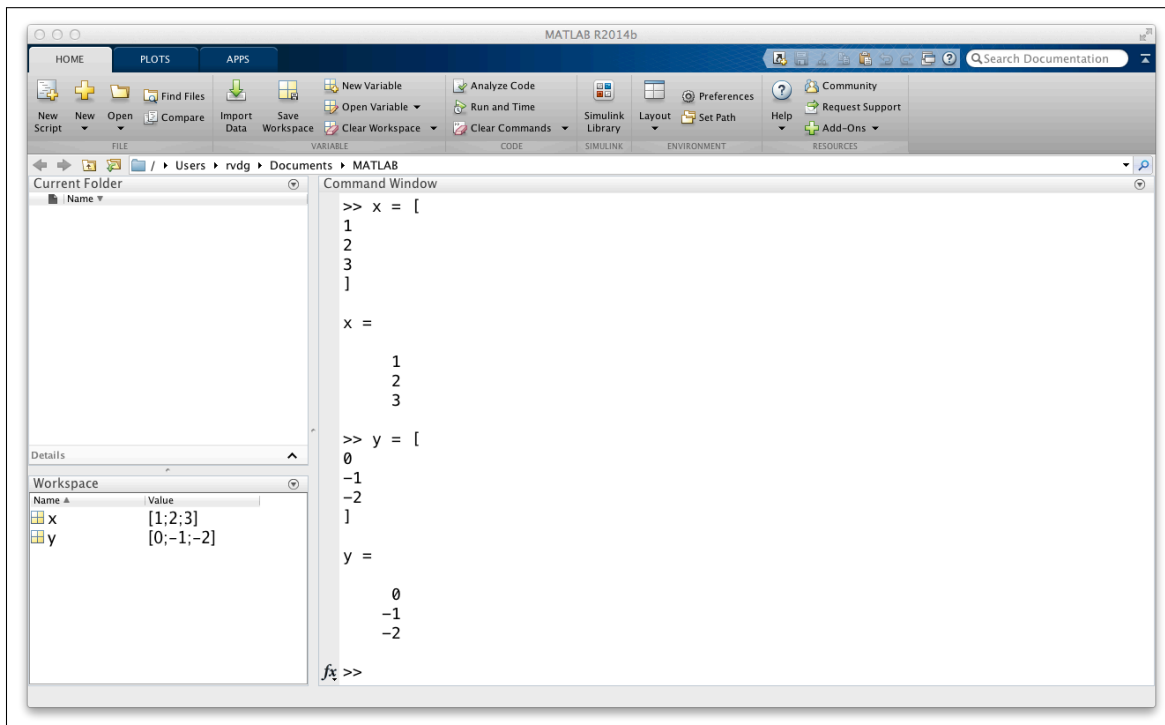 MATLAB R2014b
HOME PLOTS APPS
Search Documentation
New Script
New
Open
Find Files
Compare
Import Data
Save Workspace
New Variable
Open Variable
Clear Workspace
Analyze Code
Run and Time
Clear Commands
Simulink Library
Layout
Preferences
Set Path
Help
Community
Request Support
Add-Ons
FILE VARIABLE CODE SIMULINK ENVIRONMENT RESOURCES
/ Users rvdg Documents MATLAB
Current Folder
Name
Details
Workspace
Name Value
x [1;2;3]
y [0;-1;-2]
Command Window
>> x = [
1
2
3
]
x =
1
2
3
>> y = [
0
-1
-2
]
y =
0
-1
-2
fx >>